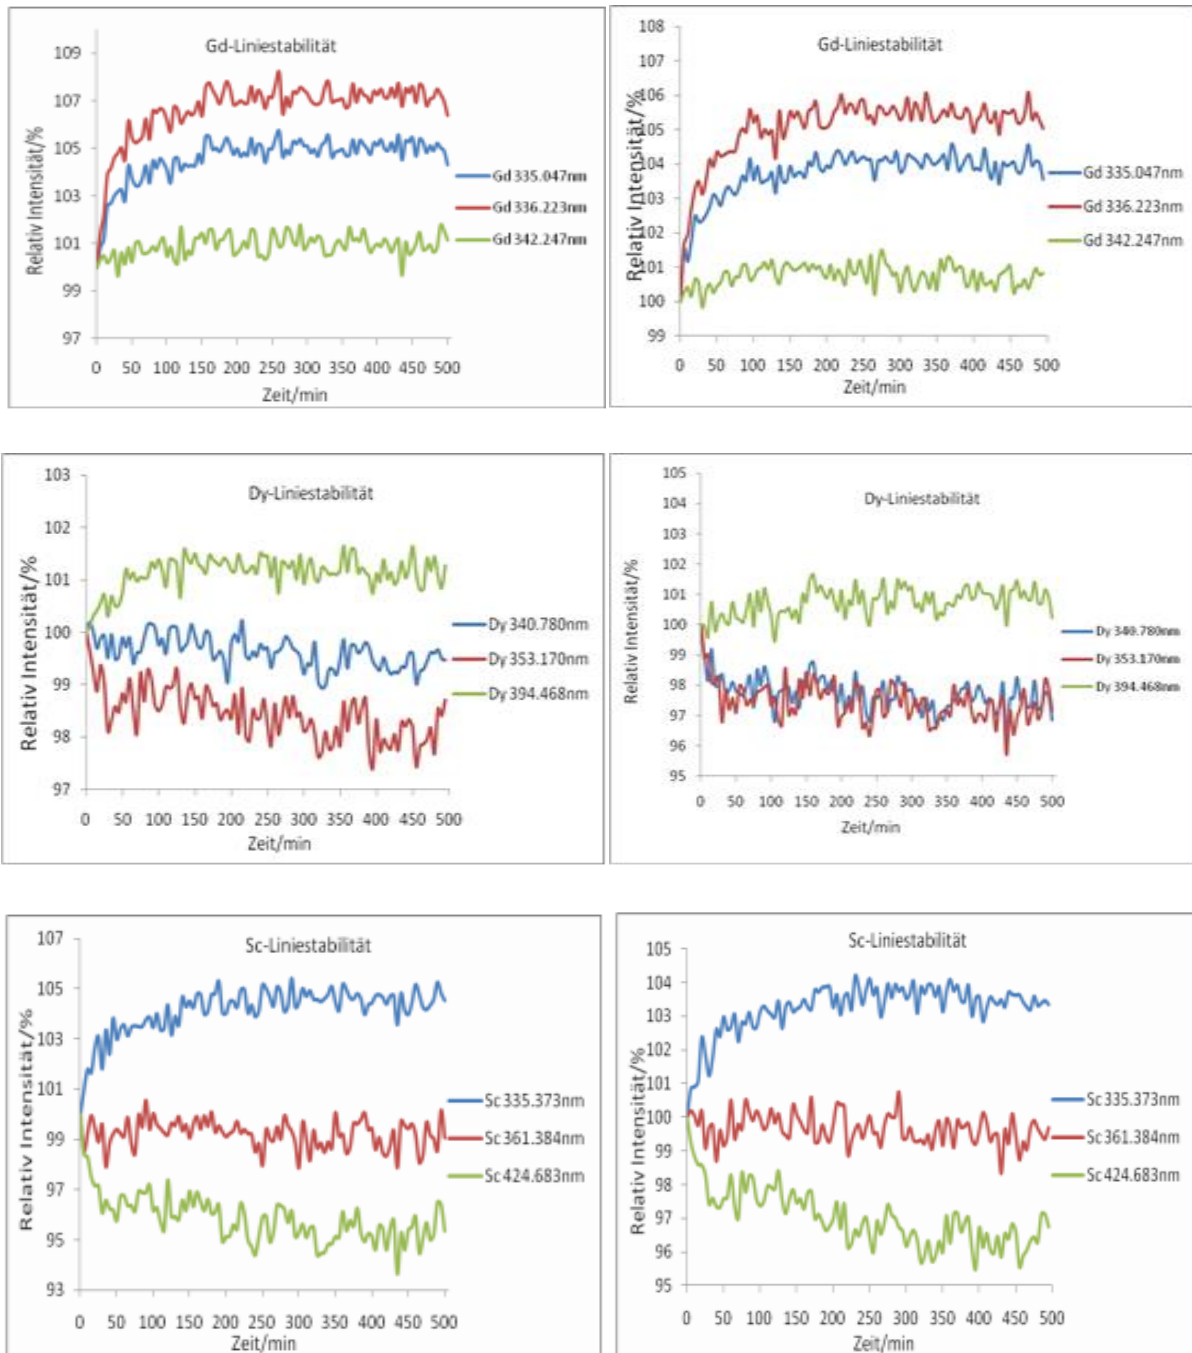 Gd-Liniestabilität
Relativ Intensität/%
109
107
105
103
101
99
97
0 50 100 150 200 250 300 350 400 450 500
Zeit/min
Gd 335.047nm
Gd 336.223nm
Gd 342.247nm
Gd-Liniestabilität
Relativ Intensität/%
108
107
106
105
104
103
102
101
100
99
0 50 100 150 200 250 300 350 400 450 500
Zeit/min
Gd 335.047nm
Gd 336.223nm
Gd 342.247nm
Dy-Liniestabilität
Relativ Intensität/%
103
102
101
100
99
98
97
0 50 100 150 200 250 300 350 400 450 500
Zeit/min
Dy 340.780nm
Dy 353.170nm
Dy 394.468nm
Dy-Liniestabilität
Relativ Intensität/%
105
104
103
102
101
100
99
98
97
96
95
0 50 100 150 200 250 300 350 400 450 500
Zeit/min
Dy 340.780nm
Dy 353.170nm
Dy 394.468nm
Sc-Liniestabilität
Relativ Intensität/%
107
105
103
101
99
97
95
93
0 50 100 150 200 250 300 350 400 450 500
Zeit/min
Sc 335.373nm
Sc 361.384nm
Sc 424.683nm
Sc-Liniestabilität
Relativ Intensität/%
105
104
103
102
101
100
99
98
97
96
95
0 50 100 150 200 250 300 350 400 450 500
Zeit/min
Sc 335.373nm
Sc 361.384nm
Sc 424.683nm